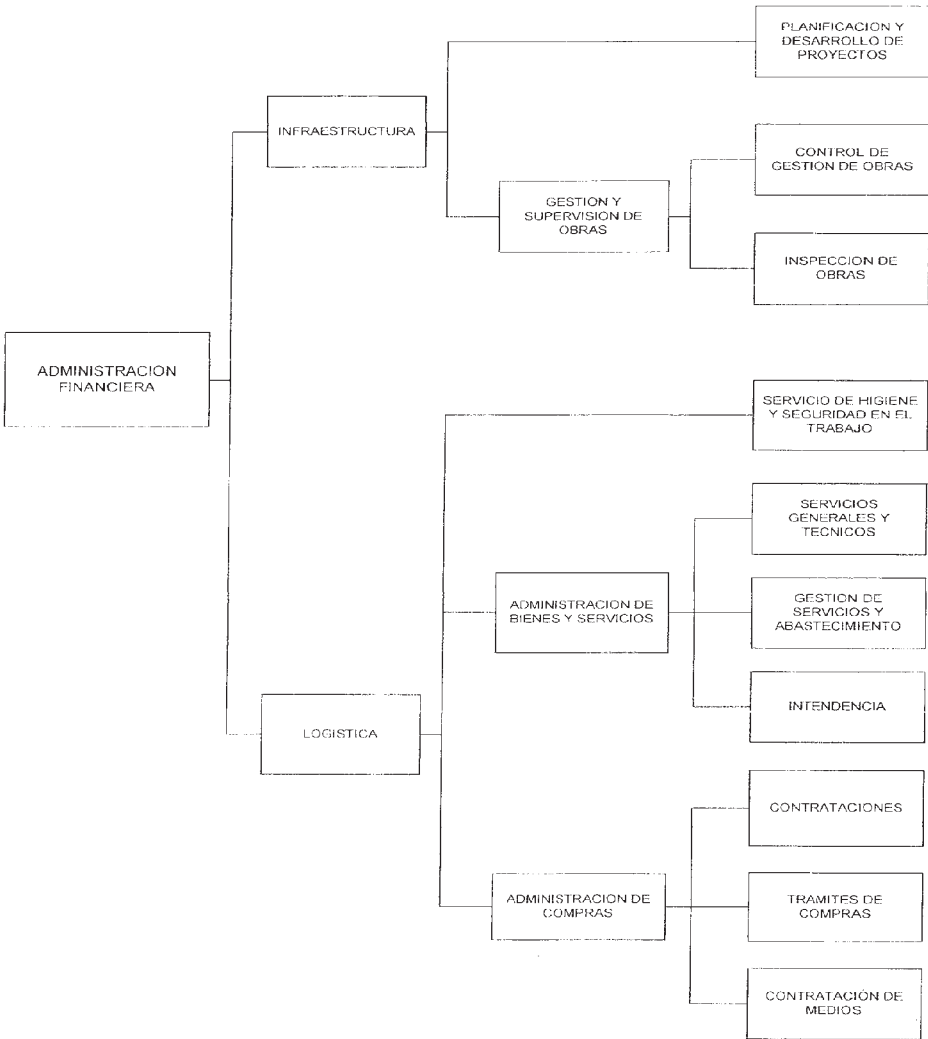 PLANIFICACION Y
DESARROLLO DE
PROYECTOS
INFRAESTRUCTURA
CONTROL DE
GESTION DE OBRAS
GESTION Y
SUPERVISION DE
OBRAS
INSPECCION DE
OBRAS
ADMINISTRACION
FINANCIERA
SERVICIO DE HIGIENE
Y SEGURIDAD EN EL
TRABAJO
SERVICIOS
GENERALES Y
TECNICOS
ADMINISTRACION DE
BIENES Y SERVICIOS
GESTION DE
SERVICIOS Y
ABASTECIMIENTO
INTENDENCIA
LOGISTICA
CONTRATACIONES
ADMINISTRACION DE
COMPRAS
TRAMITES DE
COMPRAS
CONTRATACIÓN DE
MEDIOS